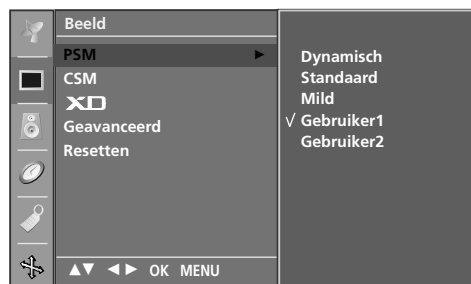 Beeld
PSM
CSM
XD
Geavanceerd
Resetten
OK MENU
Dynamisch
Standaard
Mild
√ Gebruiker1
Gebruiker2